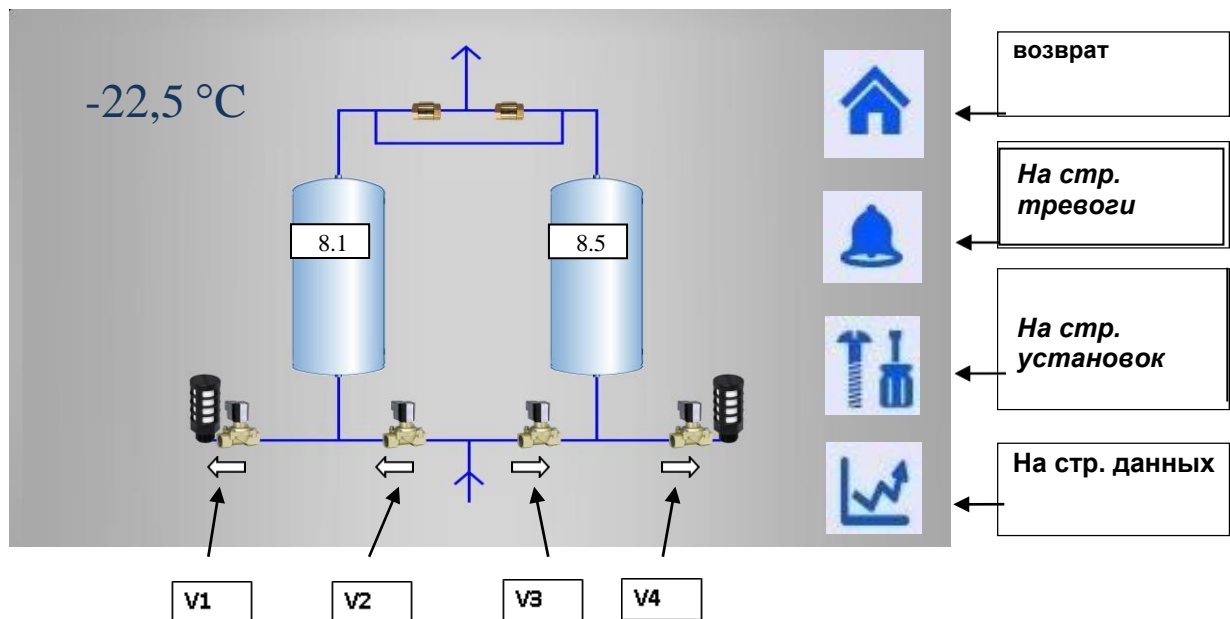 -22,5 °C
8.1
8.5
возврат
На стр.
тревоги
На стр.
установок
На стр. данных
V1
V2
V3
V4